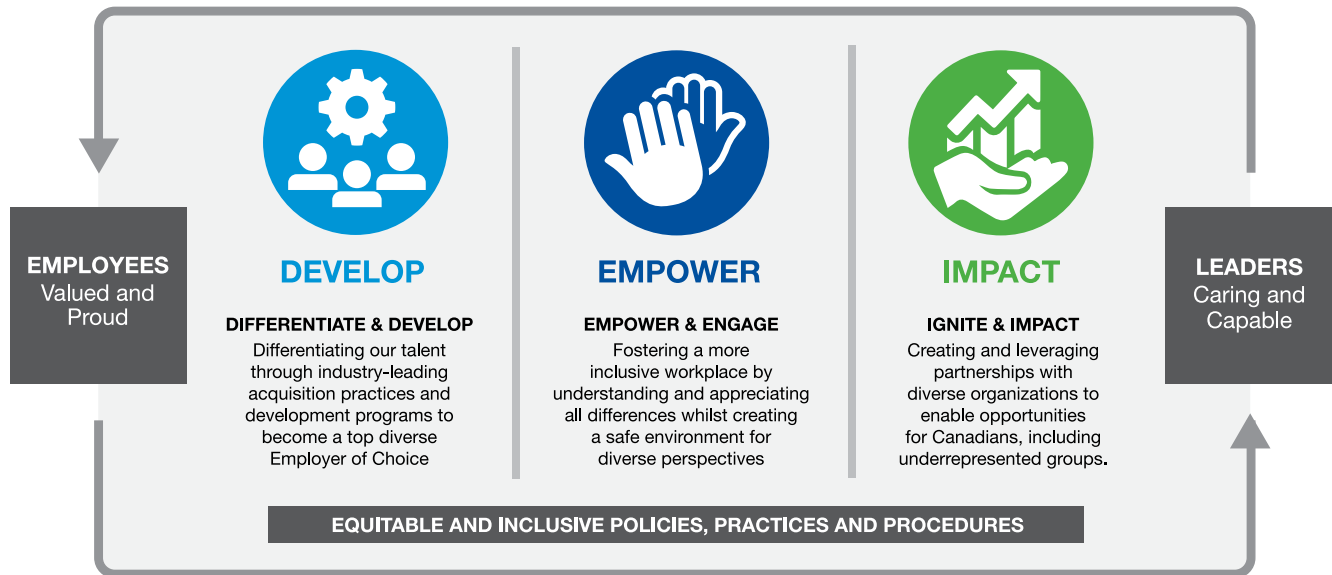 EMPLOYEES
Valued and
Proud
DEVELOP
DIFFERENTIATE & DEVELOP
Differentiating our talent
through industry-leading
acquisition practices and
development programs to
become a top diverse
Employer of Choice
EMPOWER
EMPOWER & ENGAGE
Fostering a more
inclusive workplace by
understanding and appreciating
all differences whilst creating
a safe environment for
diverse perspectives
IMPACT
IGNITE & IMPACT
Creating and leveraging
partnerships with
diverse organizations to
enable opportunities
for Canadians, including
underrepresented groups.
LEADERS
Caring and
Capable
EQUITABLE AND INCLUSIVE POLICIES, PRACTICES AND PROCEDURES